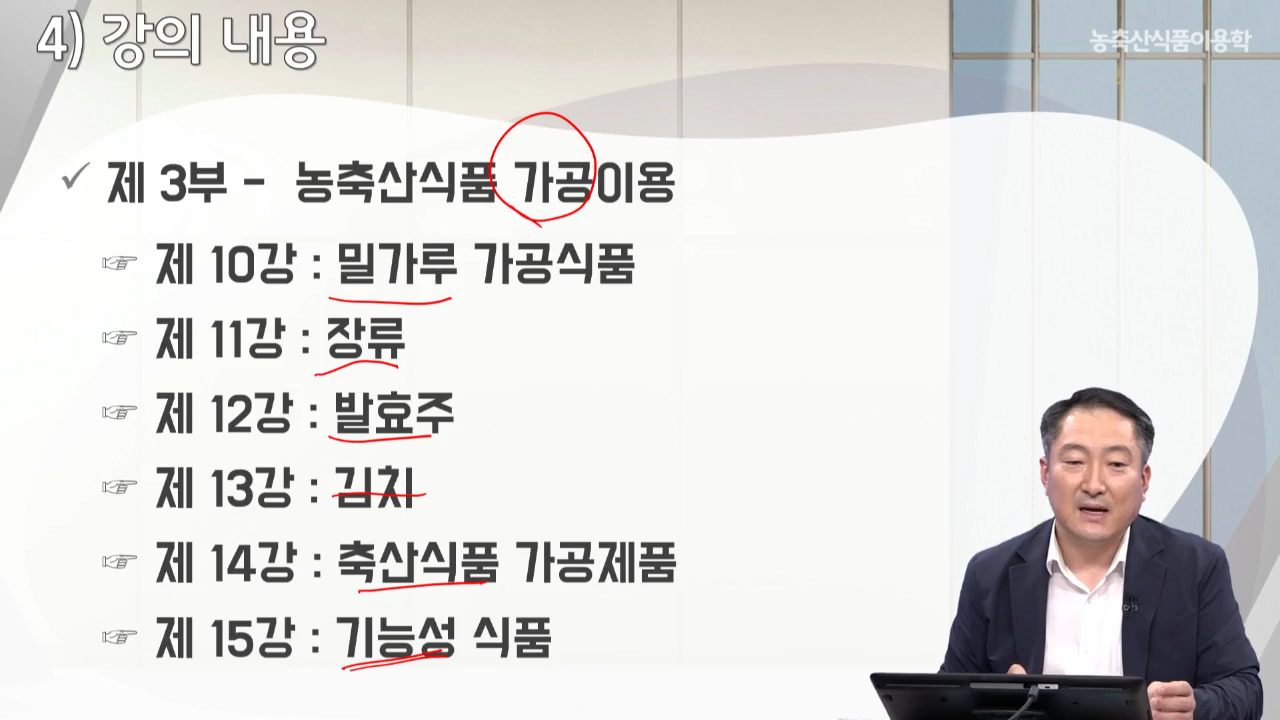 4) 강의 내용
농축산식품이용학
✓ 제 3부 - 농축산식품 가공이용
☞ 제 10강 : 밀가루 가공식품
☞ 제 11강 : 장류
☞ 제 12강 : 발효주
☞ 제 13강 : 김치
☞ 제 14강 : 축산식품 가공제품
☞ 제 15강 : 기능성 식품